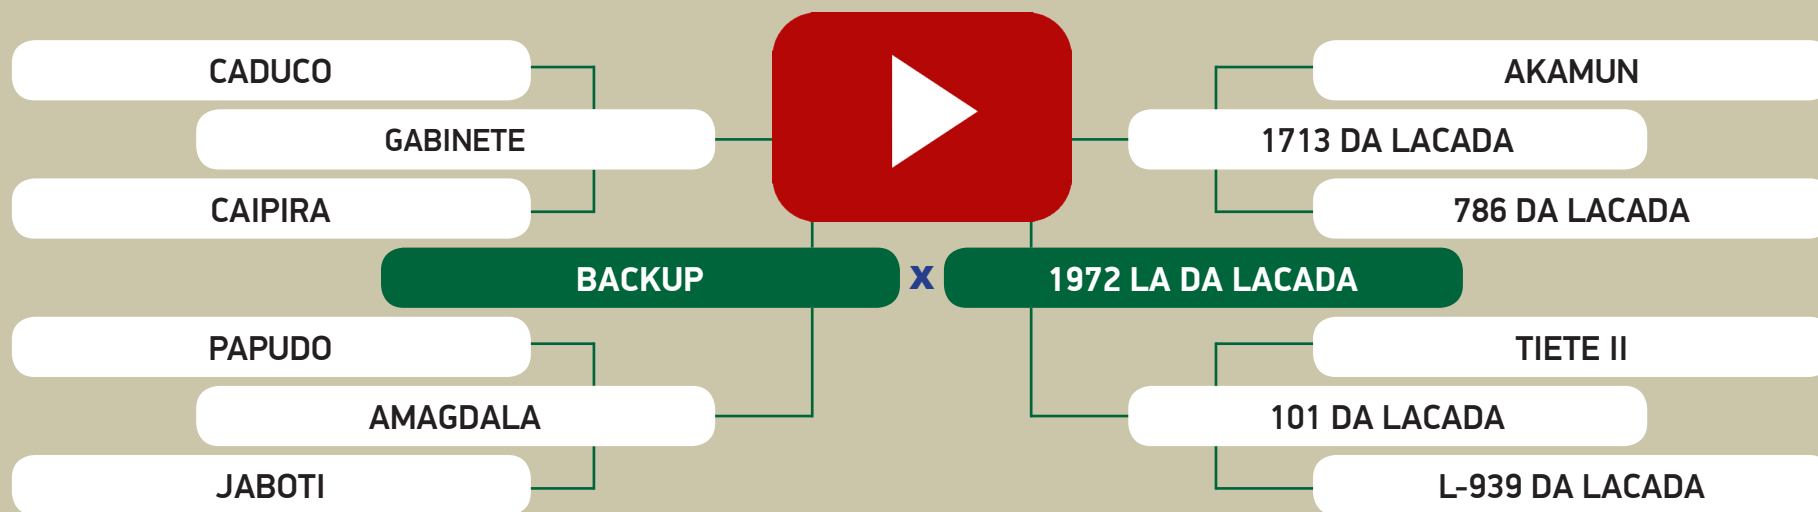 CADUCO
AKAMUN
GABINETE
1713 DA LACADA
CAIPIRA
786 DA LACADA
BACKUP X 1972 LA DA LACADA
PAPUDO
TIETE II
AMAGDALA
101 DA LACADA
JABOTI
L-939 DA LACADA